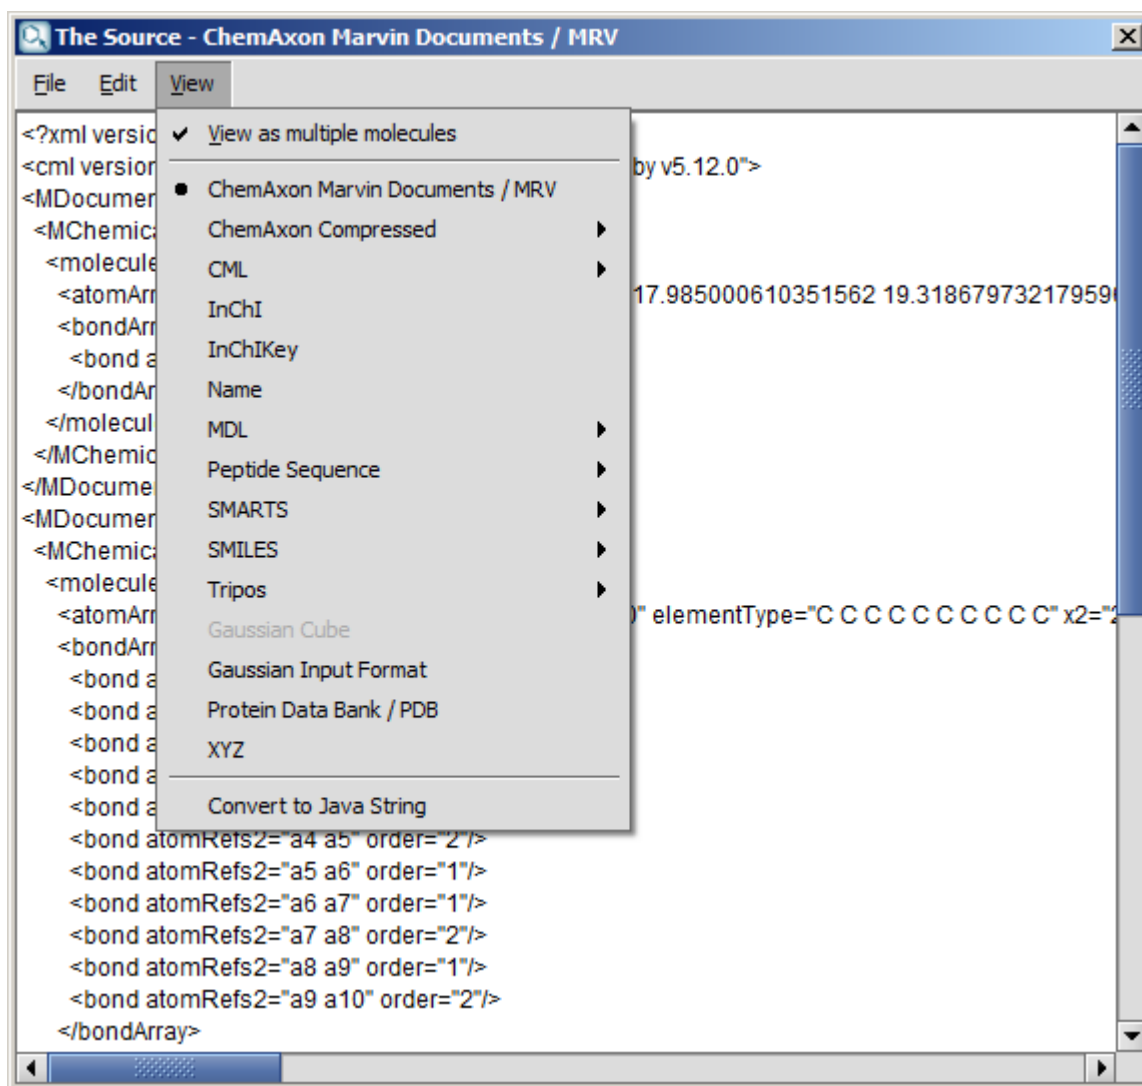 The Source - ChemAxon Marvin Documents / MRV
File Edit View
View as multiple molecules
ChemAxon Marvin Documents / MRV
ChemAxon Compressed
CML
InChI
InChIKey
Name
MDL
Peptide Sequence
SMARTS
SMILES
Tripos
Gaussian Cube
Gaussian Input Format
Protein Data Bank / PDB
XYZ
Convert to Java String
<?xml versio
<cml version by v5.12.0">
<MDocumen
<MChemica
<molecule
<atomArr 17.985000610351562 19.31867973217959
<bondArr
<bond a
</bondAr
</molecul
</MChemic
</MDocume
<MDocumen
<MChemica
<molecule
<atomArr 0" elementType="C C C C C C C C C C" x2="2
<bondArr
<bond a
<bond a
<bond a
<bond a
<bond a
<bond atomRefs2="a4 a5" order="2"/>
<bond atomRefs2="a5 a6" order="1"/>
<bond atomRefs2="a6 a7" order="1"/>
<bond atomRefs2="a7 a8" order="2"/>
<bond atomRefs2="a8 a9" order="1"/>
<bond atomRefs2="a9 a10" order="2"/>
</bondArray>